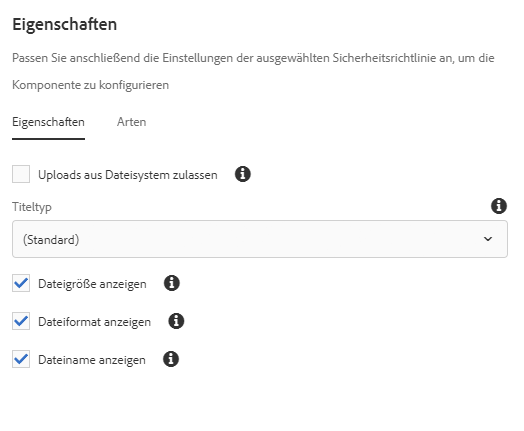 Eigenschaften
Passen Sie anschließend die Einstellungen der ausgewählten Sicherheitsrichtlinie an, um die
Komponente zu konfigurieren
Eigenschaften Arten
Uploads aus Dateisystem zulassen
Titeltyp
(Standard)
Dateigröße anzeigen
Dateiformat anzeigen
Dateiname anzeigen